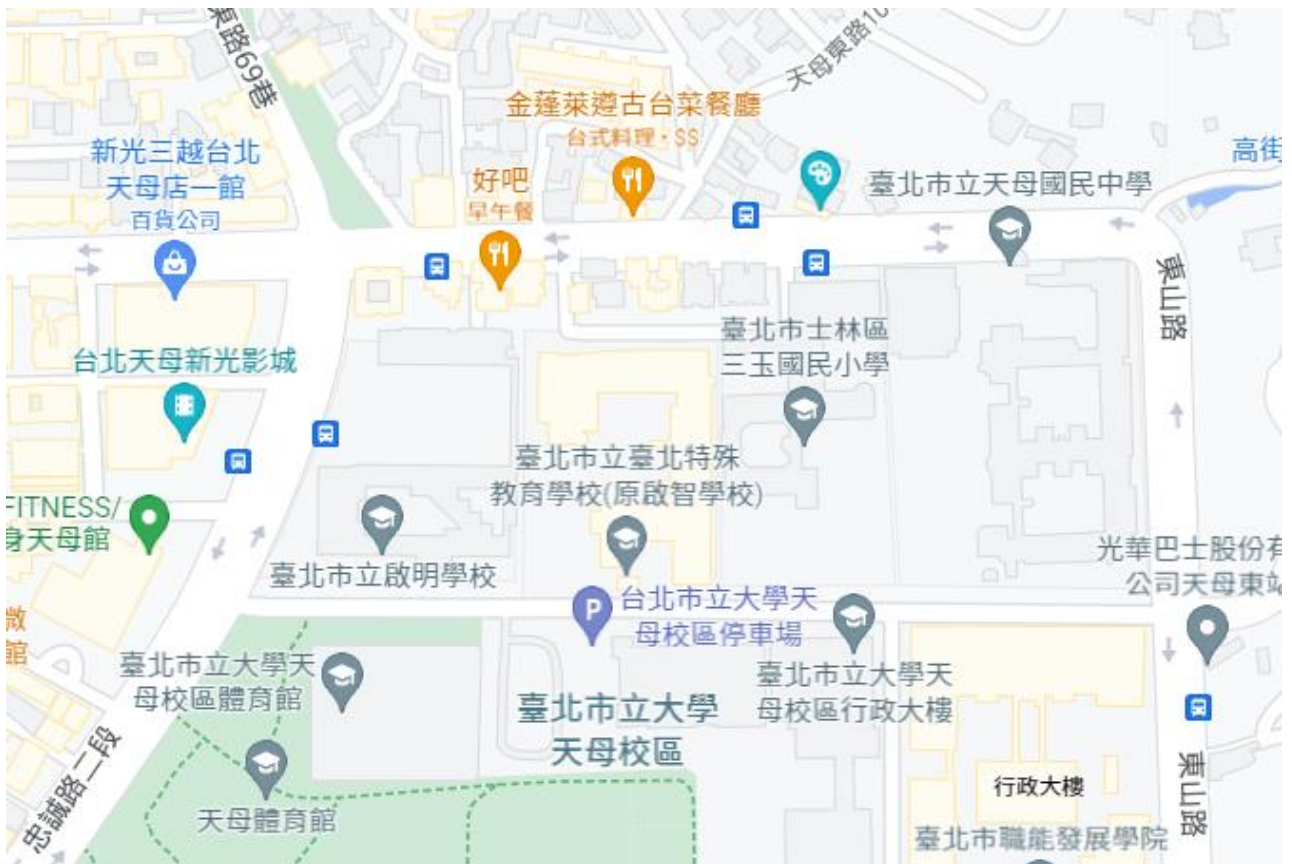 東路69巷
天母東路10
金蓬萊遵古台菜餐廳
台式料理・$$
新光三越台北
天母店一館
百貨公司
好吧
早午餐
高街
臺北市立天母國民中學
東山路
臺北市士林區
三玉國民小學
台北天母新光影城
臺北市立臺北特殊
教育學校(原啟智學校)
FITNESS/
身天母館
臺北市立啟明學校
光華巴士股份有
公司天母東站
P
台北市立大學天
母校區停車場
微
館
臺北市立大學天
母校區體育館
臺北市立大學天
母校區行政大樓
臺北市立大學
天母校區
忠誠路二段
天母體育館
行政大樓
東山路
臺北市職能發展學院